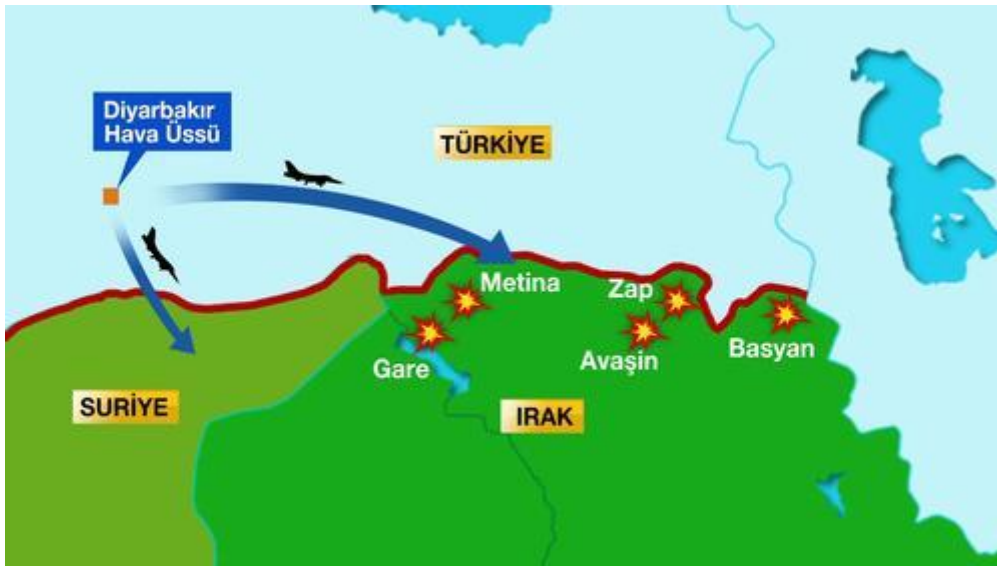 Diyarbakır
Hava Üssü
TÜRKİYE
Metina
Zap
Gare
Avaşin
Basyan
SURİYE
IRAK